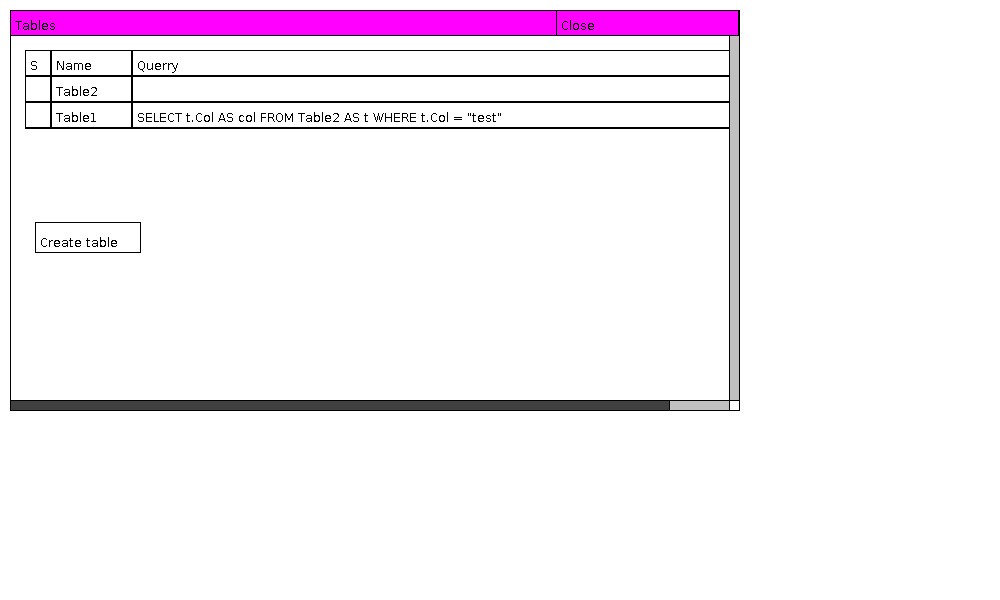 Tables Close
S Name Querry
Table2
Table1 SELECT t.Col AS col FROM Table2 AS t WHERE t.Col = "test"
Create table